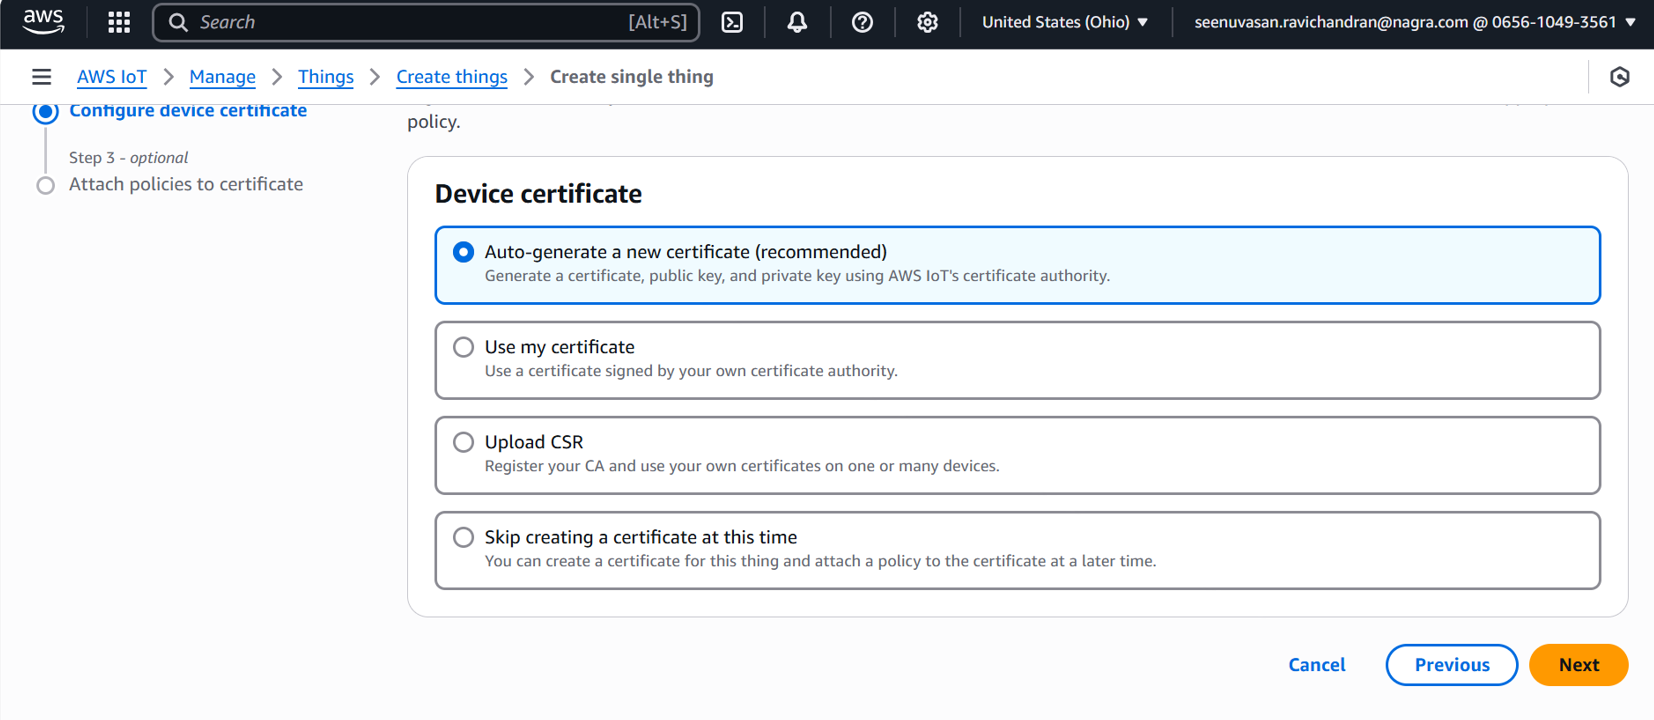 aws
Search [Alt+S]
United States (Ohio)
seenuvasan.ravichandran@nagra.com @ 0656-1049-3561
AWS IoT > Manage > Things > Create things > Create single thing
Configure device certificate
Step 3 - optional
Attach policies to certificate
policy.
Device certificate
Auto-generate a new certificate (recommended)
Generate a certificate, public key, and private key using AWS IoT's certificate authority.
Use my certificate
Use a certificate signed by your own certificate authority.
Upload CSR
Register your CA and use your own certificates on one or many devices.
Skip creating a certificate at this time
You can create a certificate for this thing and attach a policy to the certificate at a later time.
Cancel
Previous
Next